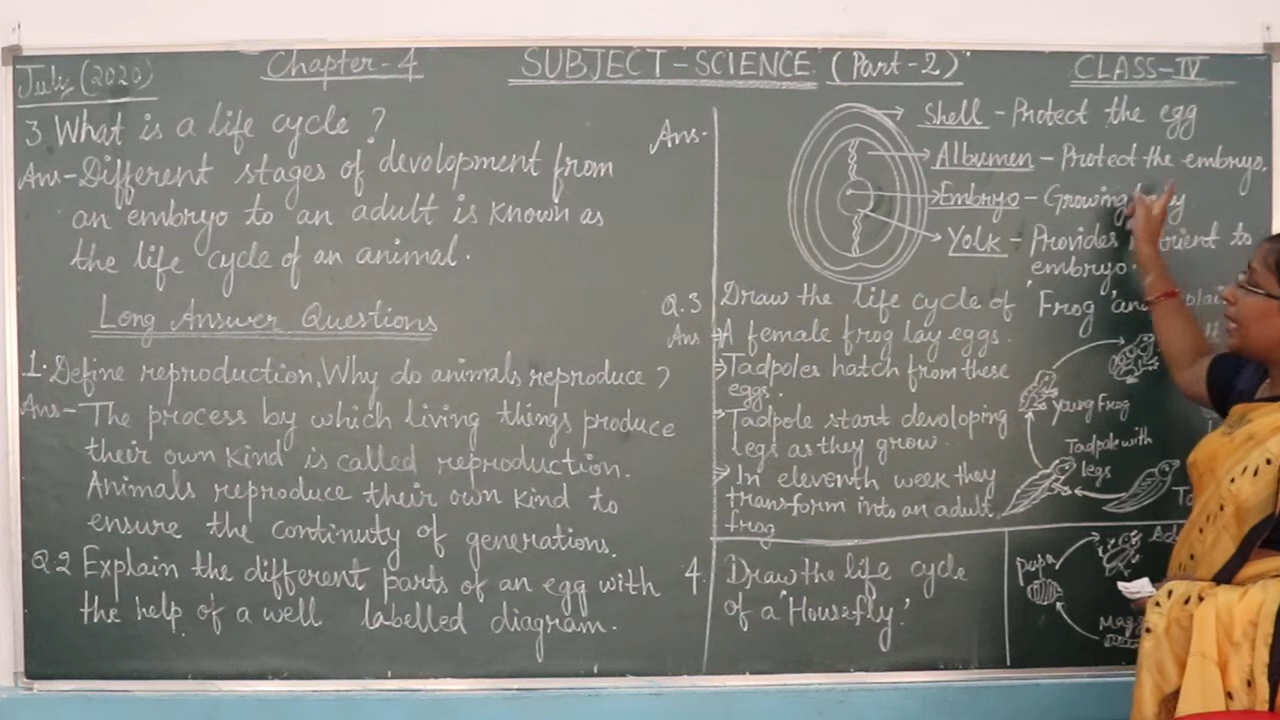 July (2020)
Chapter - 4
SUBJECT - SCIENCE (Part-2)
CLASS-IV
3 What is a life cycle?
Ans - Different stages of devolopment from
an embryo to an adult is known as
the life cycle of an animal.
Long Answer Questions
1. Define reproduction. Why do animals reproduce?
Ans - The process by which living things produce
their own kind is called reproduction.
Animals reproduce their own kind to
ensure the continuity of generations.
Q.2 Explain the different parts of an egg with
the help of a well labelled diagram.
Ans-
Shell - Protect the egg
Albumen - Protect the embryo.
Embryo - Growing
Yolk - Provides to
embryo.
Q.3 Draw the life cycle of "Frog" and
Ans → A female frog lay eggs.
→ Tadpoles hatch from these
eggs.
→ Tadpole start devoloping
legs as they grow.
→ In eleventh week they
transform into an adult
frog
young Frog
Tadpole with
legs
4. Draw the life cycle
of a "Housefly".
pupa